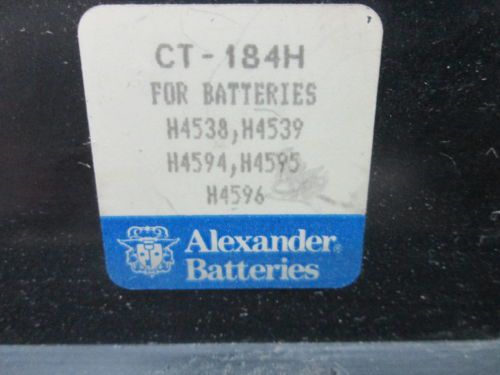 CT-184H
FOR BATTERIES
H4538,H4539
H4594,H4595
H4596
Alexander®
Batteries